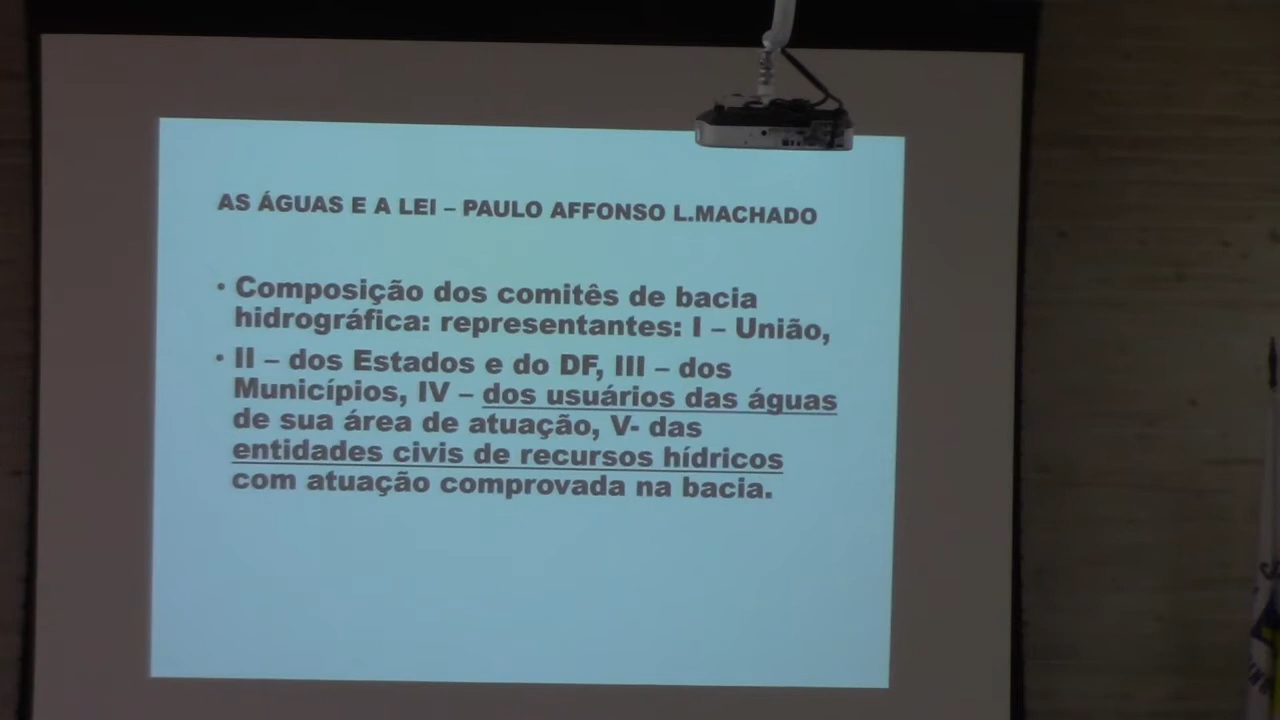 AS ÁGUAS E A LEI – PAULO AFFONSO L.MACHADO
• Composição dos comitês de bacia
hidrográfica: representantes: I – União,
• II – dos Estados e do DF, III – dos
Municípios, IV – dos usuários das águas
de sua área de atuação, V- das
entidades civis de recursos hídricos
com atuação comprovada na bacia.